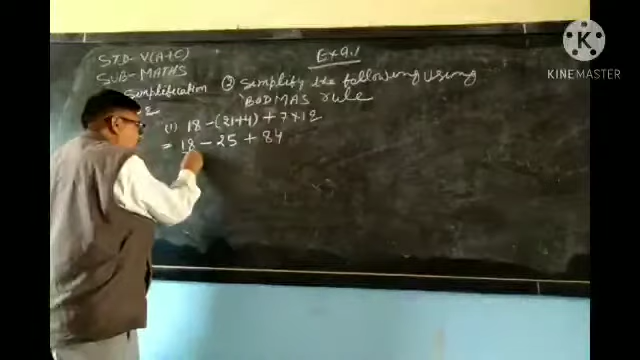 STD- V(A+C)
SUB- MATHS
Simplification
Ex 9.1
② Simplify the following using
BODMAS rule
(1) 18 - (21+4) + 7 × 12
= 18 - 25 + 84
KINEMASTER